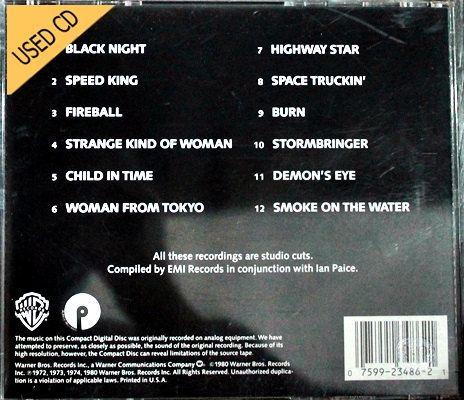 USED CD
BLACK NIGHT
2 SPEED KING
3 FIREBALL
4 STRANGE KIND OF WOMAN
5 CHILD IN TIME
6 WOMAN FROM TOKYO
7 HIGHWAY STAR
8 SPACE TRUCKIN'
9 BURN
10 STORMBRINGER
11 DEMON'S EYE
12 SMOKE ON THE WATER
All these recordings are studio cuts.
Compiled by EMI Records in conjunction with Ian Paice.
The music on this Compact Digital Disc was originally recorded on analog equipment. We have
attempted to preserve, as closely as possible, the sound of the original recording. Because of its
high resolution, however, the Compact Disc can reveal limitations of the source tape.
Warner Bros. Records Inc., a Warner Communications Company ©1980 Warner Bros. Records
Inc. ℗ 1972, 1973, 1974, 1980 Warner Bros. Records Inc. All Rights Reserved. Unauthorized duplica-
tion is a violation of applicable laws. Printed in U.S.A.
0 7599-23486-2 1